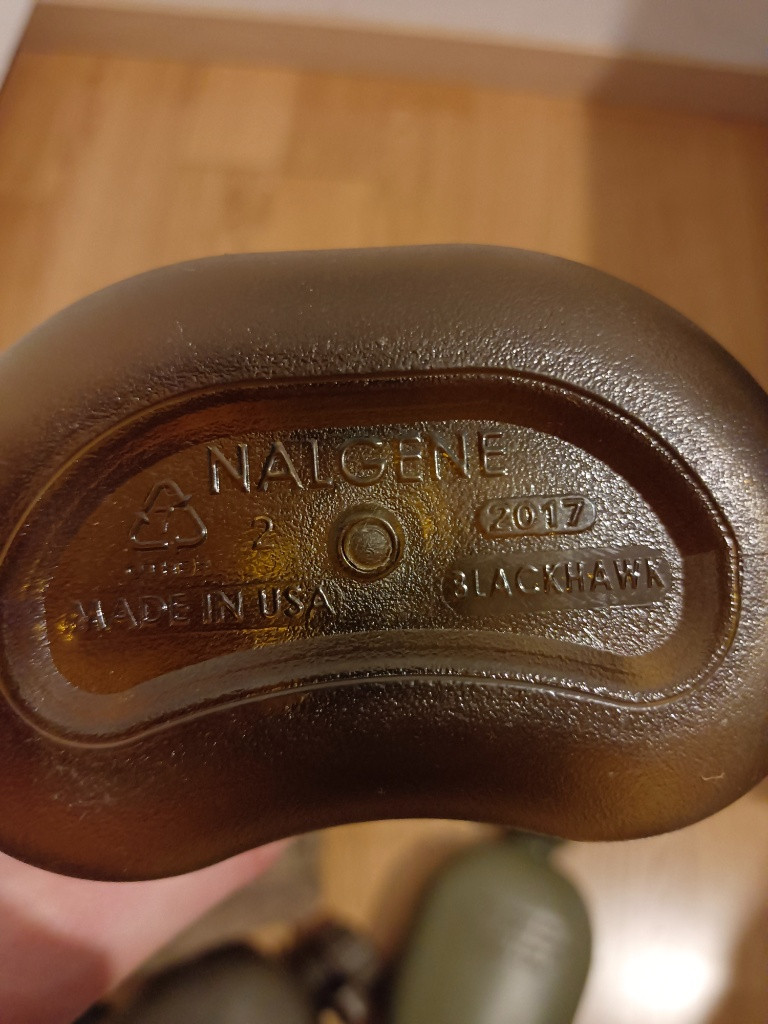 NALGENE
2
2017
MADE IN USA
BLACKHAWK